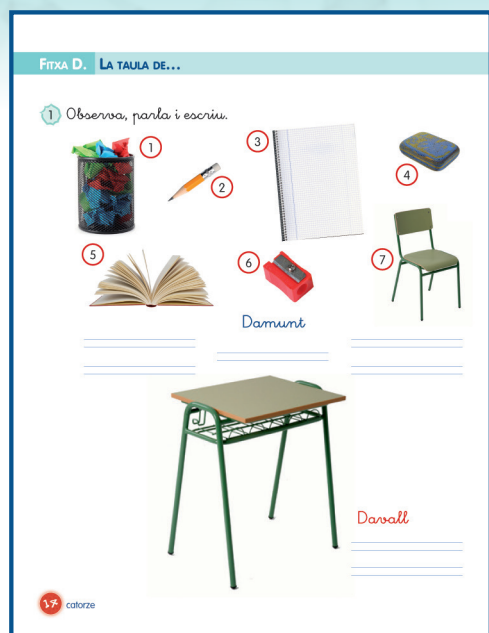 FITXA D. LA TAULA DE...
1 Observa, parla i escriu.
1
2
3
4
5
6
7
Damunt
Davall
14 catorze